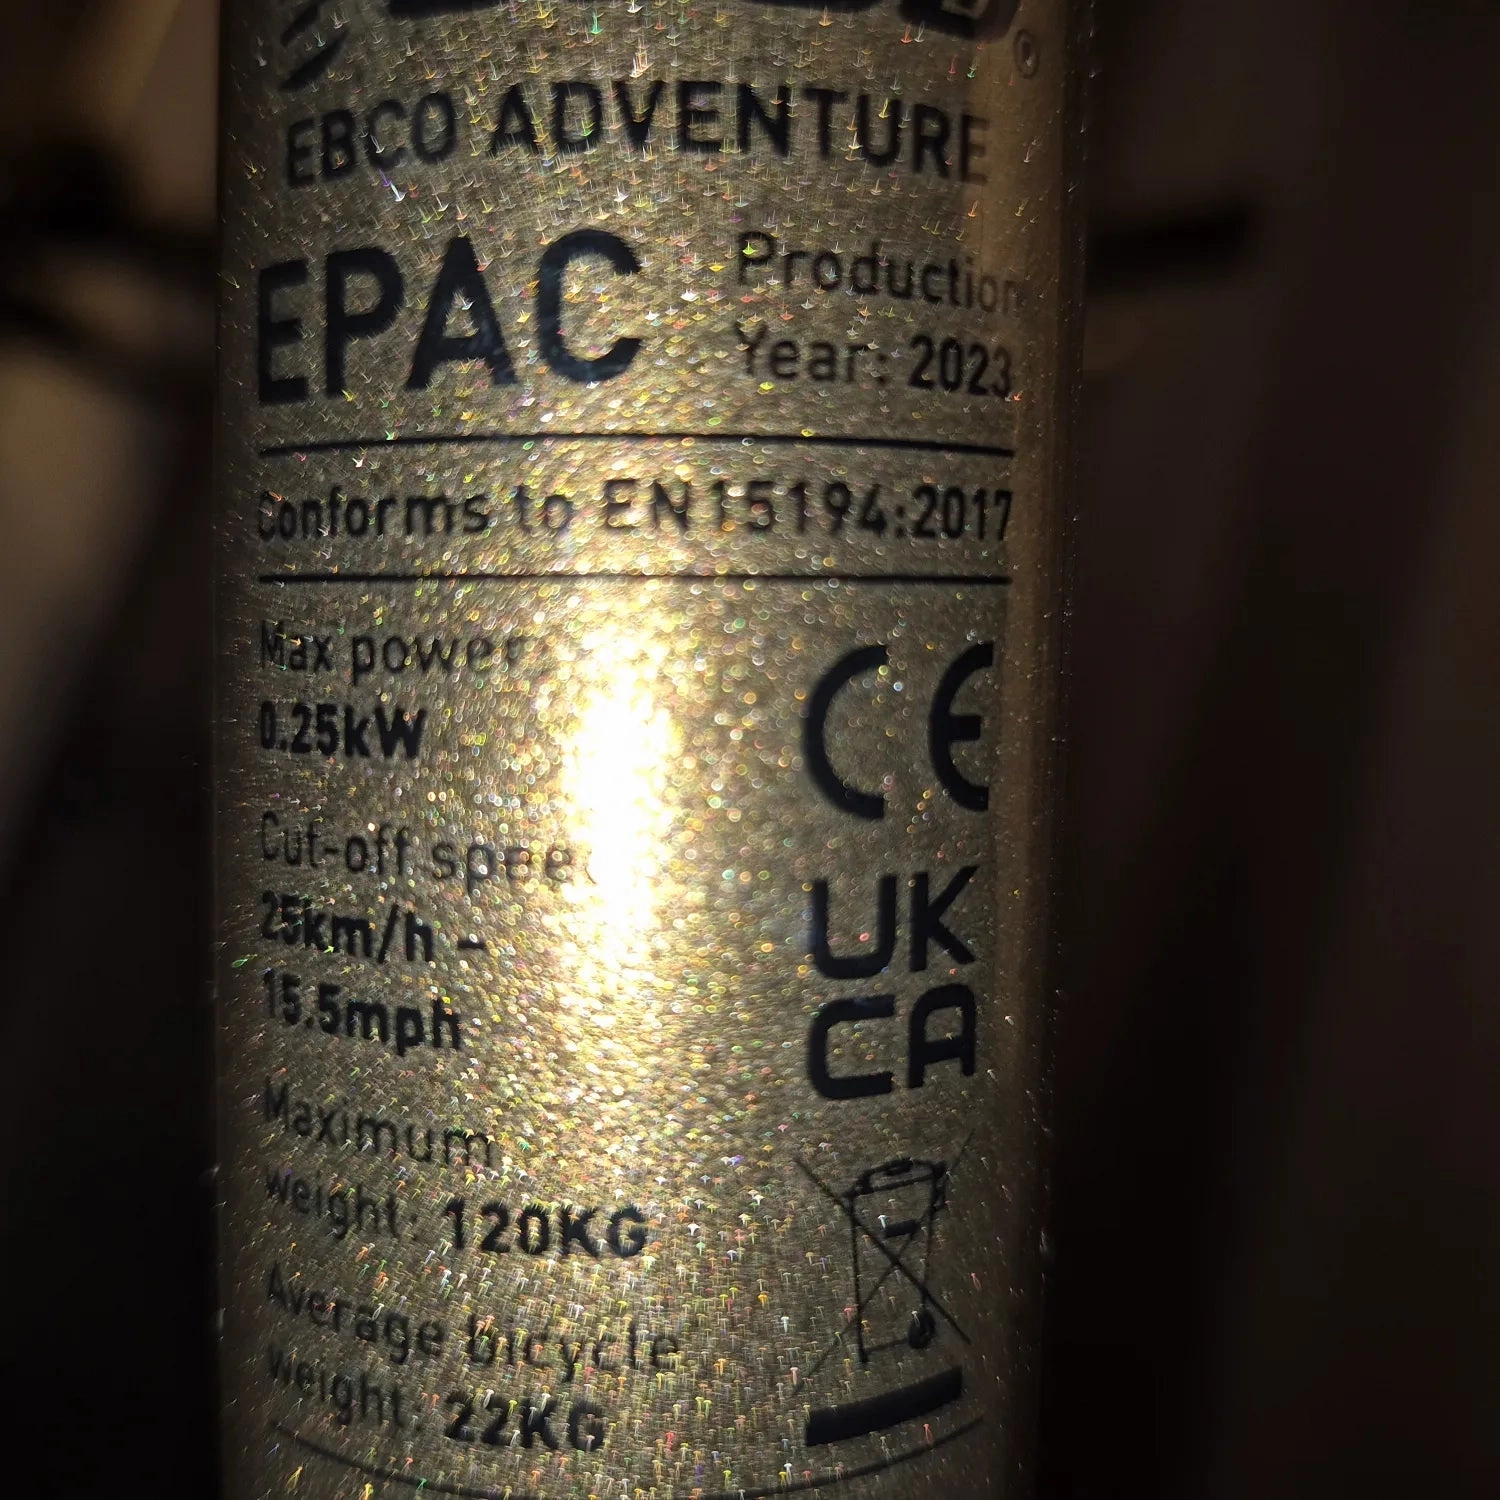 ®
EBCO ADVENTURE
EPAC
Production
Year: 2023
Conforms to EN15194:2017
Max power
0.25kW
Cut-off speed
25km/h -
15.5mph
Maximum
weight: 120KG
Average bicycle
Weight: 22KG
CE
UK
CA